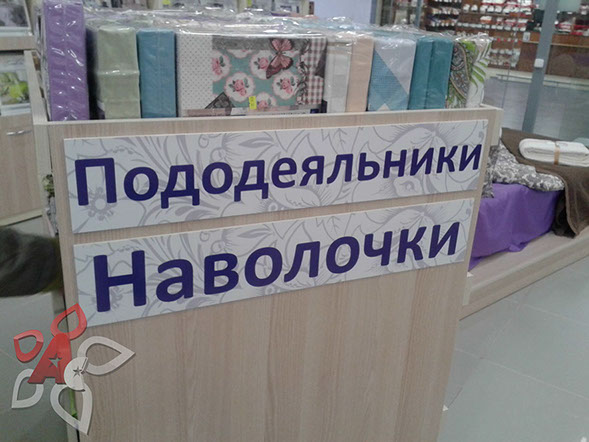 Пододеяльники
Наволочки
А